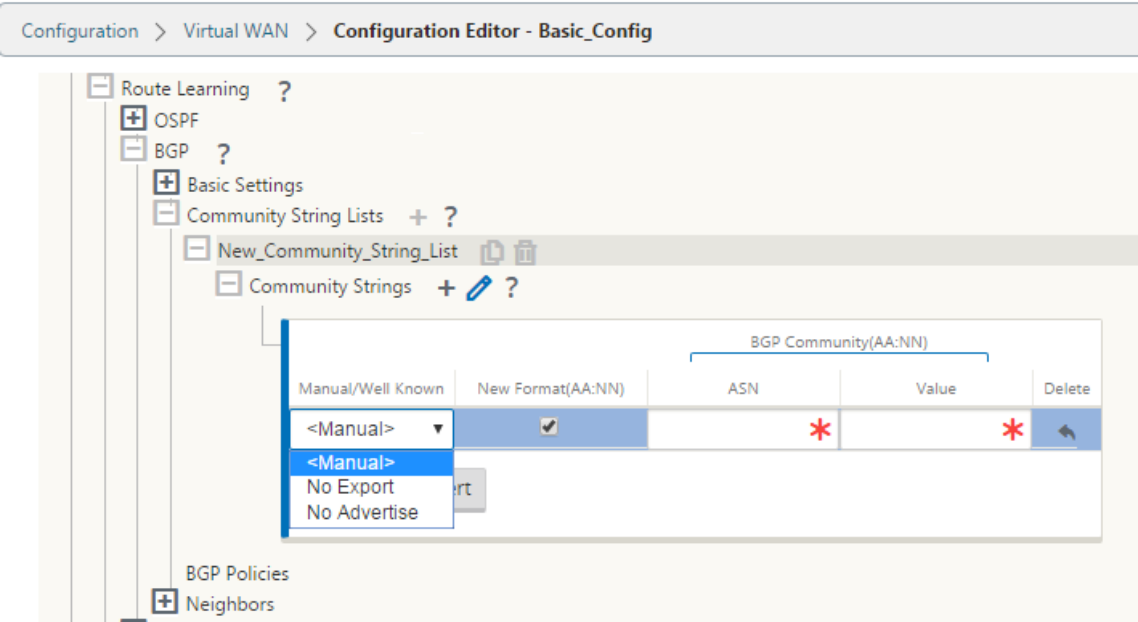 Configuration > Virtual WAN > Configuration Editor - Basic_Config
Route Learning ?
OSPF
BGP ?
Basic Settings
Community String Lists + ?
New_Community_String_List
Community Strings + ?
BGP Community(AA:NN)
Manual/Well Known New Format(AA:NN) ASN Value Delete
<Manual>
<Manual>
No Export
No Advertise
BGP Policies
Neighbors